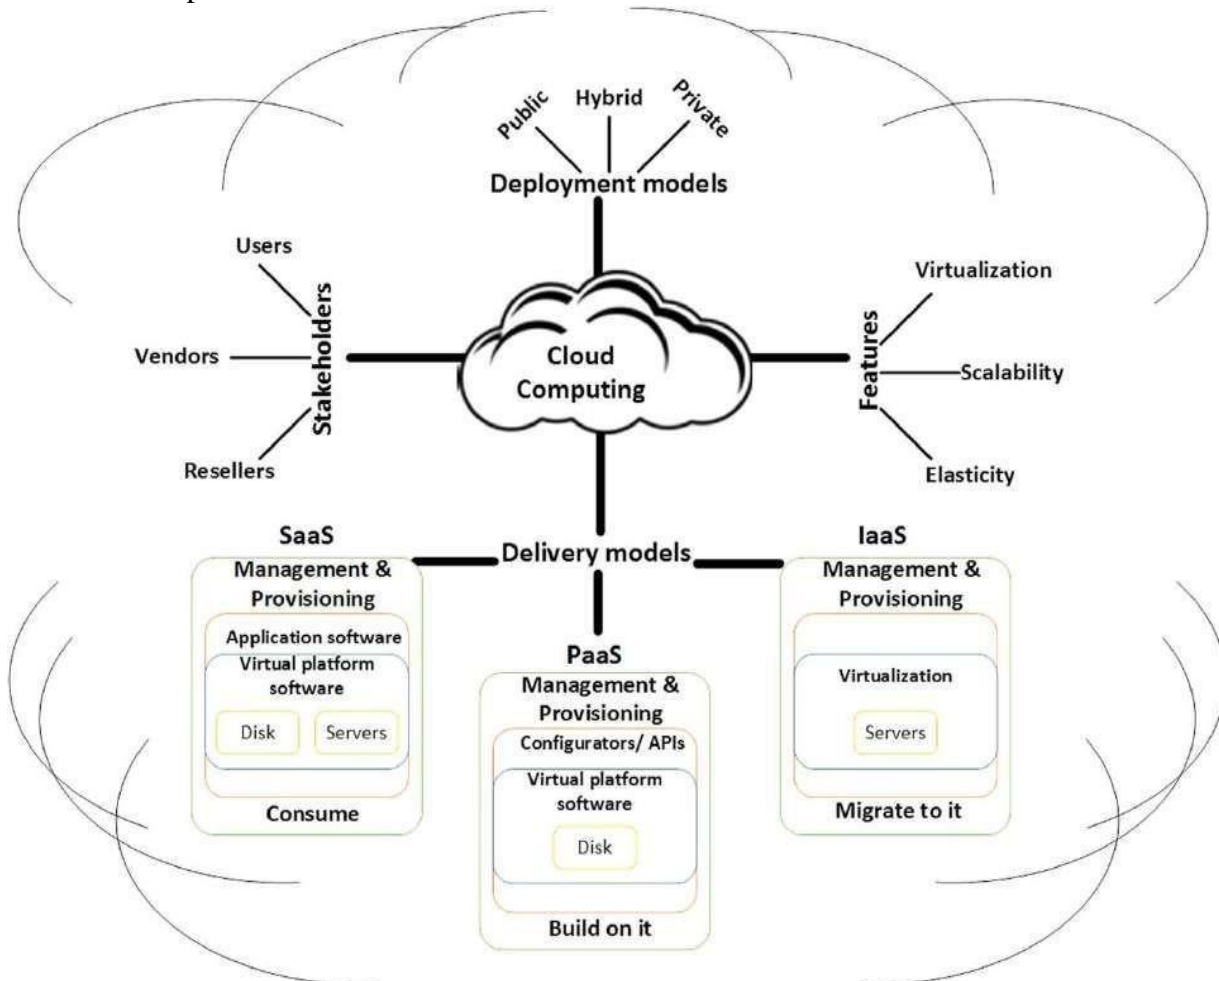 Public
Hybrid
Private
Deployment models
Users
Vendors
Resellers
Stakeholders
Cloud
Computing
Features
Virtualization
Scalability
Elasticity
Delivery models
SaaS
Management &
Provisioning
Application software
Virtual platform
software
Disk
Servers
Consume
PaaS
Management &
Provisioning
Configurators/ APIs
Virtual platform
software
Disk
Build on it
IaaS
Management &
Provisioning
Virtualization
Servers
Migrate to it